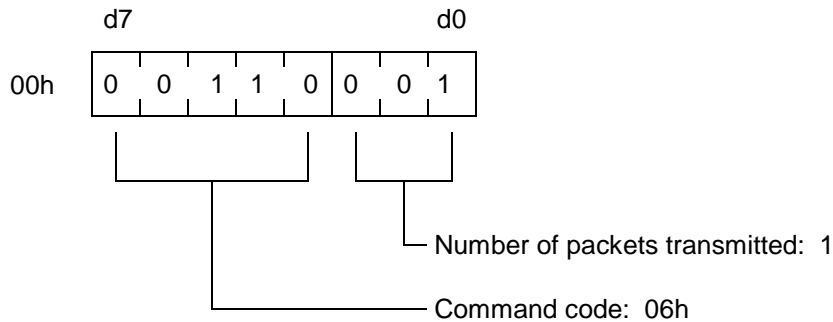 d7 d0
00h 0 0 1 1 0 0 0 1
Number of packets transmitted: 1
Command code: 06h